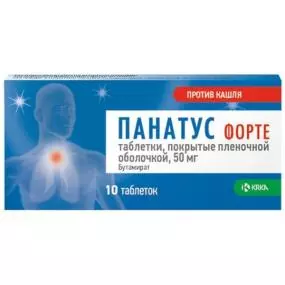 ПРОТИВ КАШЛЯ
ПАНАТУС ФОРТЕ
таблетки, покрытые пленочной
оболочкой, 50 мг
Бутамират
10 таблеток
KRKA